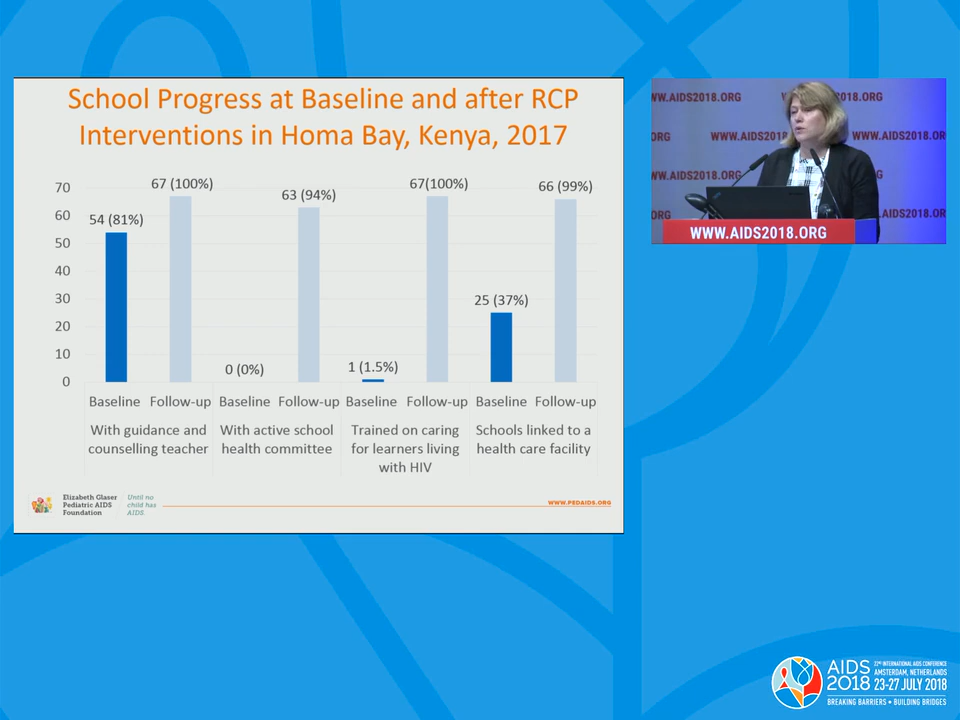 School Progress at Baseline and after RCP
Interventions in Homa Bay, Kenya, 2017
70
60
50
40
30
20
10
0
54 (81%)
67 (100%)
0 (0%)
63 (94%)
1 (1.5%)
67(100%)
25 (37%)
66 (99%)
Baseline Follow-up Baseline Follow-up Baseline Follow-up Baseline Follow-up
With guidance and
counselling teacher
With active school
health committee
Trained on caring
for learners living
with HIV
Schools linked to a
health care facility
Elizabeth Glaser
Pediatric AIDS
Foundation
Until no
child has
AIDS.
WWW.PEDAIDS.ORG
WW.AIDS2018.ORG
WWW.AIDS2018.OR
WW.AIDS2018.ORG
WWW.AIDS2018.ORG
AIDS
2018
22ND INTERNATIONAL AIDS CONFERENCE
AMSTERDAM, NETHERLANDS
23-27 JULY 2018
BREAKING BARRIERS • BUILDING BRIDGES